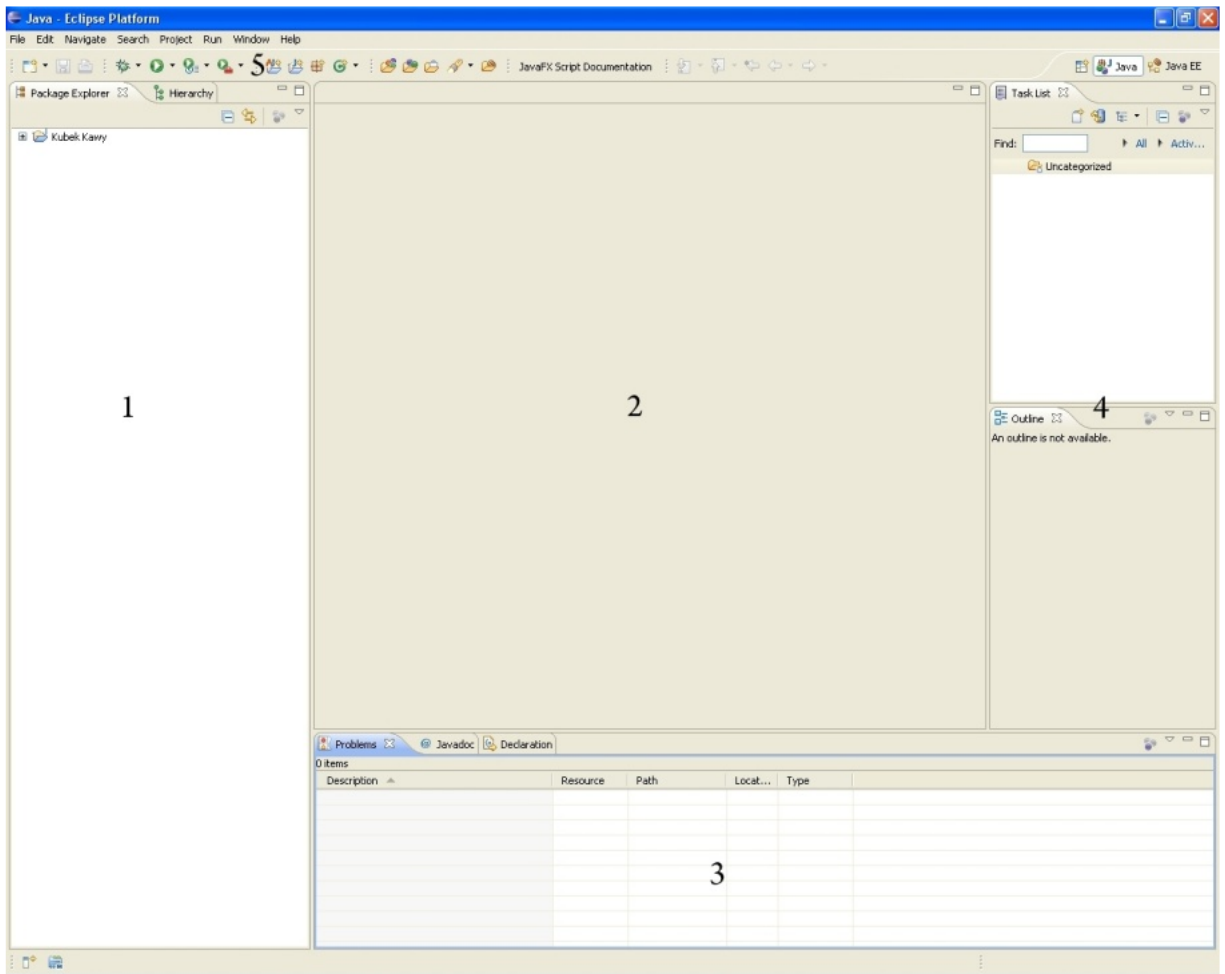 Java - Eclipse Platform
File Edit Navigate Search Project Run Window Help
5 JavaFX Script Documentation Java Java EE
Package Explorer Hierarchy
Kubek Kawy
1
2
Task List
Find: All Activ...
Uncategorized
4
Outline
An outline is not available.
Problems Javadoc Declaration
0 items
Description Resource Path Locat... Type
3